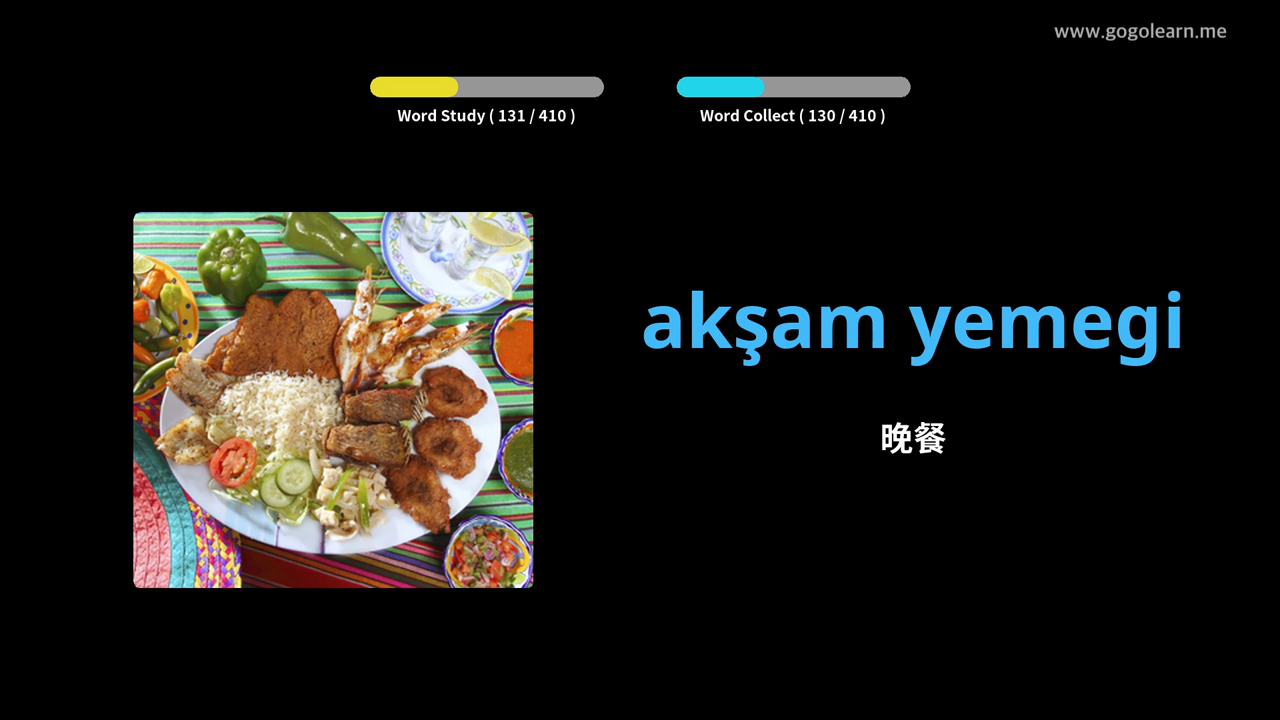 www.gogolearn.me
Word Study ( 131 / 410 )
Word Collect ( 130 / 410 )
akşam yemegi
晚餐